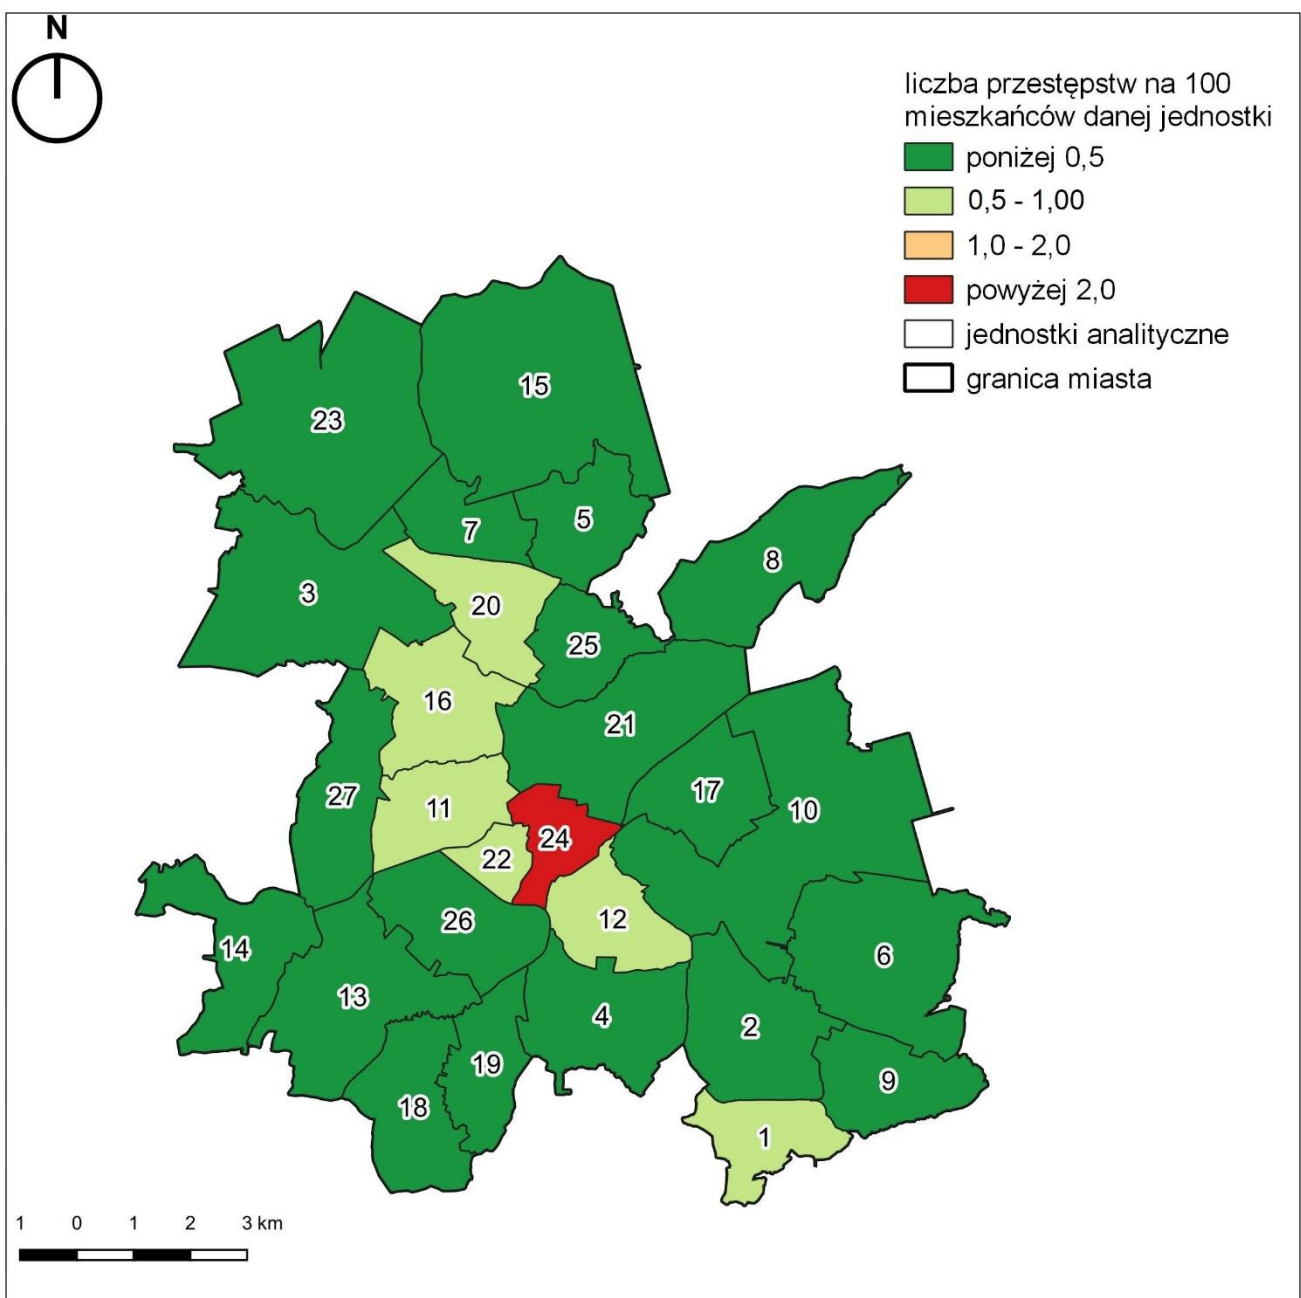 N
liczba przestępstw na 100
mieszkańców danej jednostki
poniżej 0,5
0,5 - 1,00
1,0 - 2,0
powyżej 2,0
jednostki analityczne
granica miasta
15
23
7
5
8
3
20
25
16
21
27
11
17
10
24
22
26
12
14
6
13
4
2
19
9
18
1
1 0 1 2 3 km